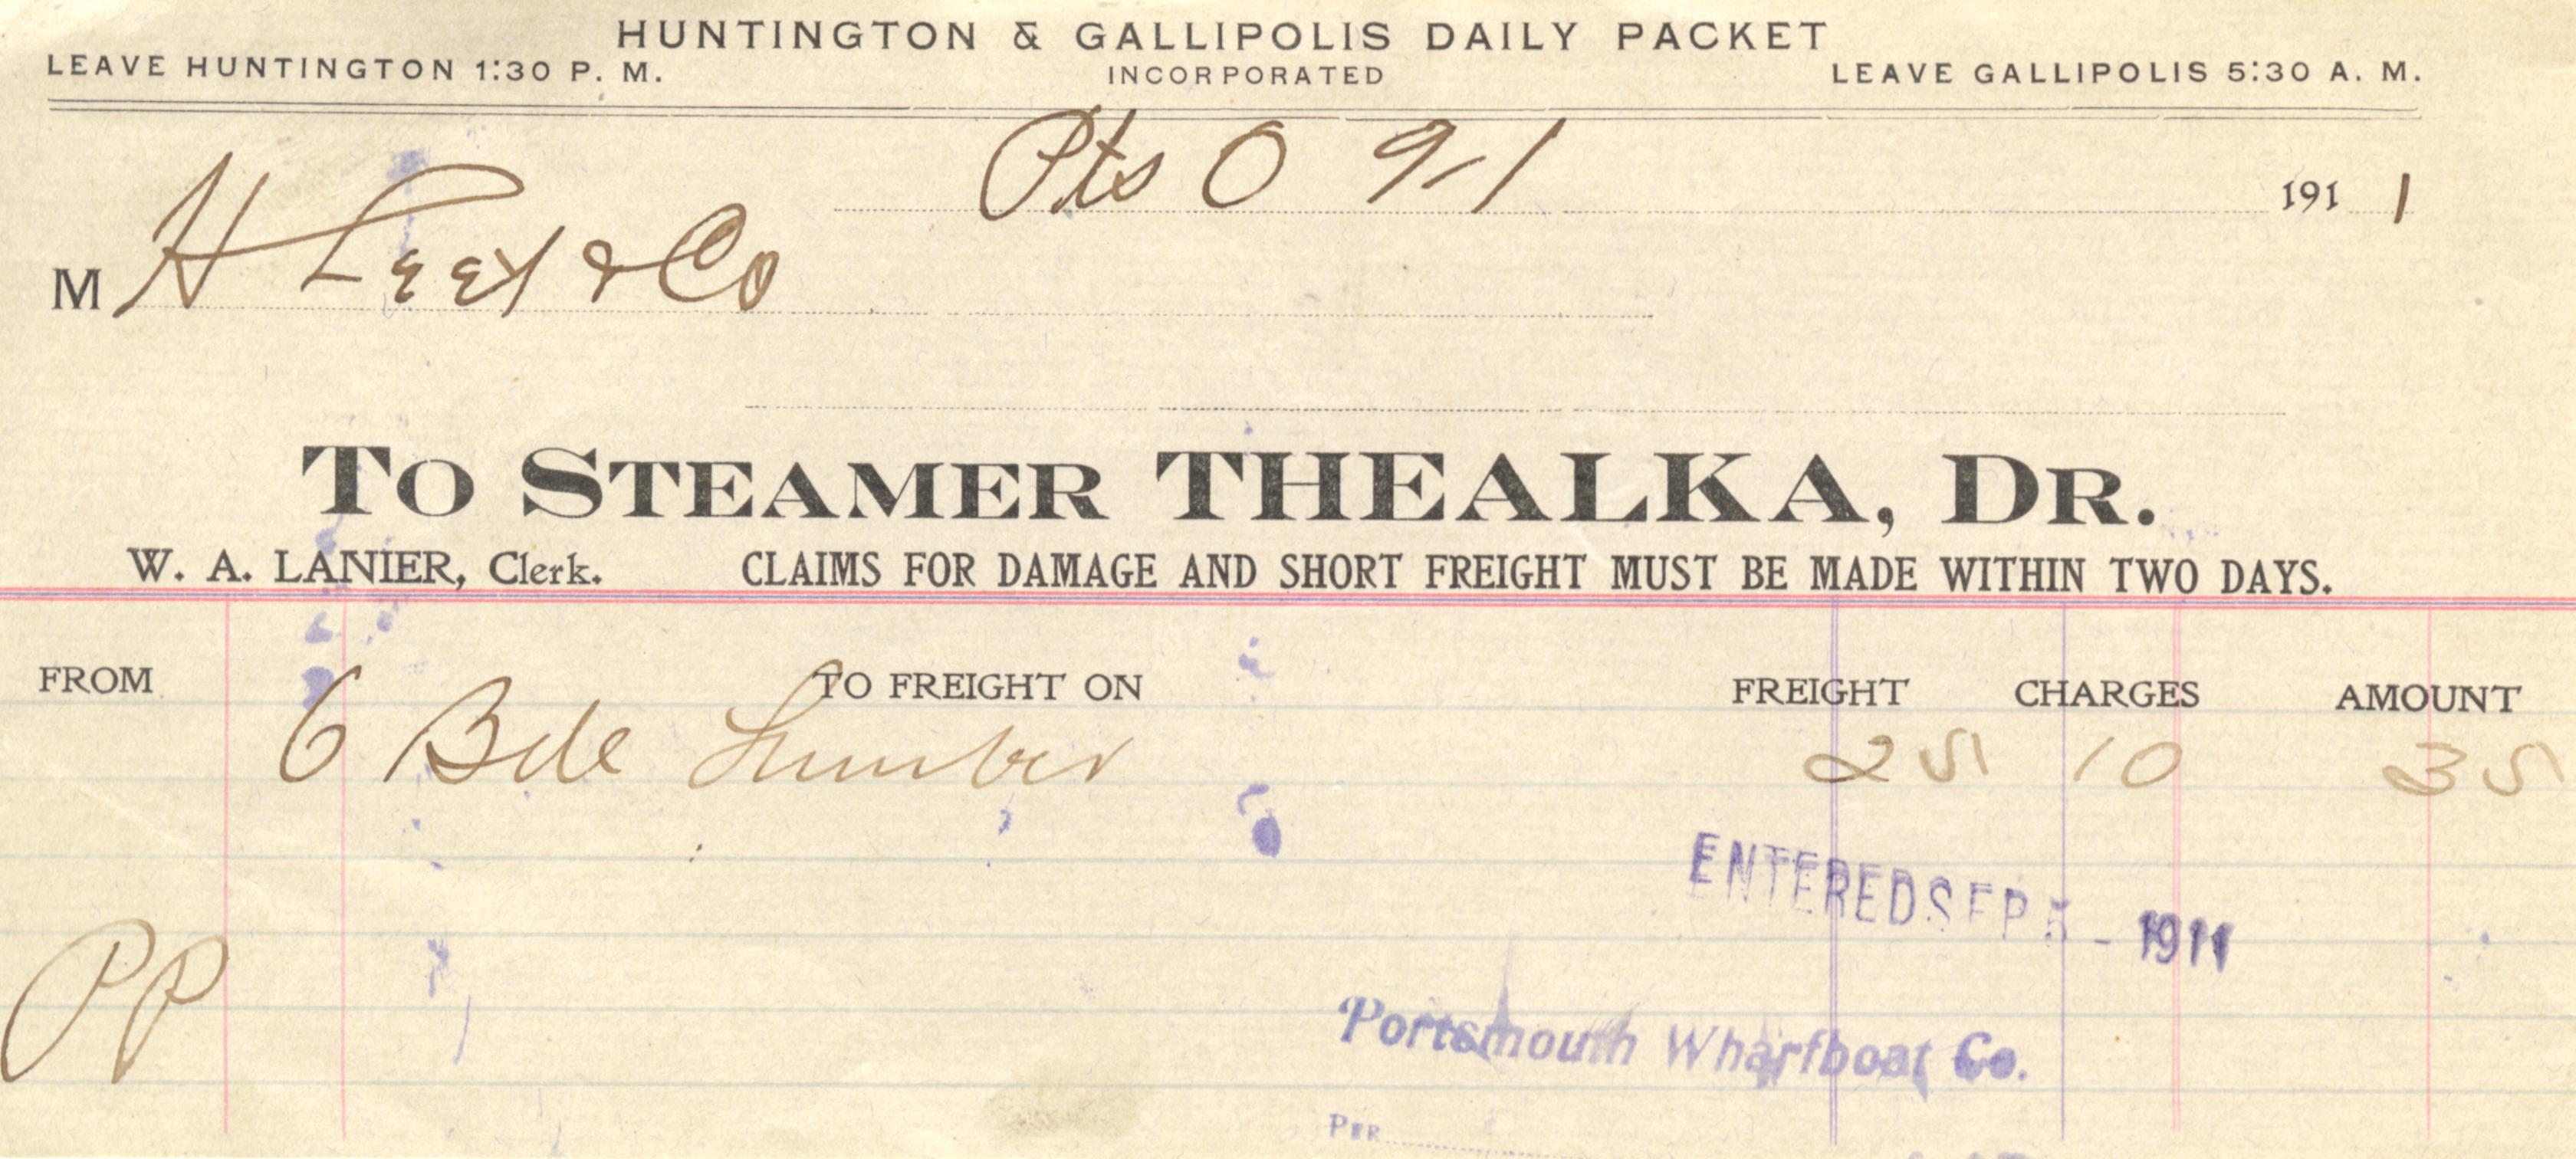 HUNTINGTON & GALLIPOLIS DAILY PACKET
LEAVE HUNTINGTON 1:30 P. M. INCORPORATED LEAVE GALLIPOLIS 5:30 A. M.
Pts O 9-1 1911
M H Leet & Co
TO STEAMER THEALKA, DR.
W. A. LANIER, Clerk. CLAIMS FOR DAMAGE AND SHORT FREIGHT MUST BE MADE WITHIN TWO DAYS.
FROM TO FREIGHT ON FREIGHT CHARGES AMOUNT
6 Bdl Lumber 25 10 35
ENTERED SEP 5 - 1911
PP
Portsmouth Wharfboat Co.
PER